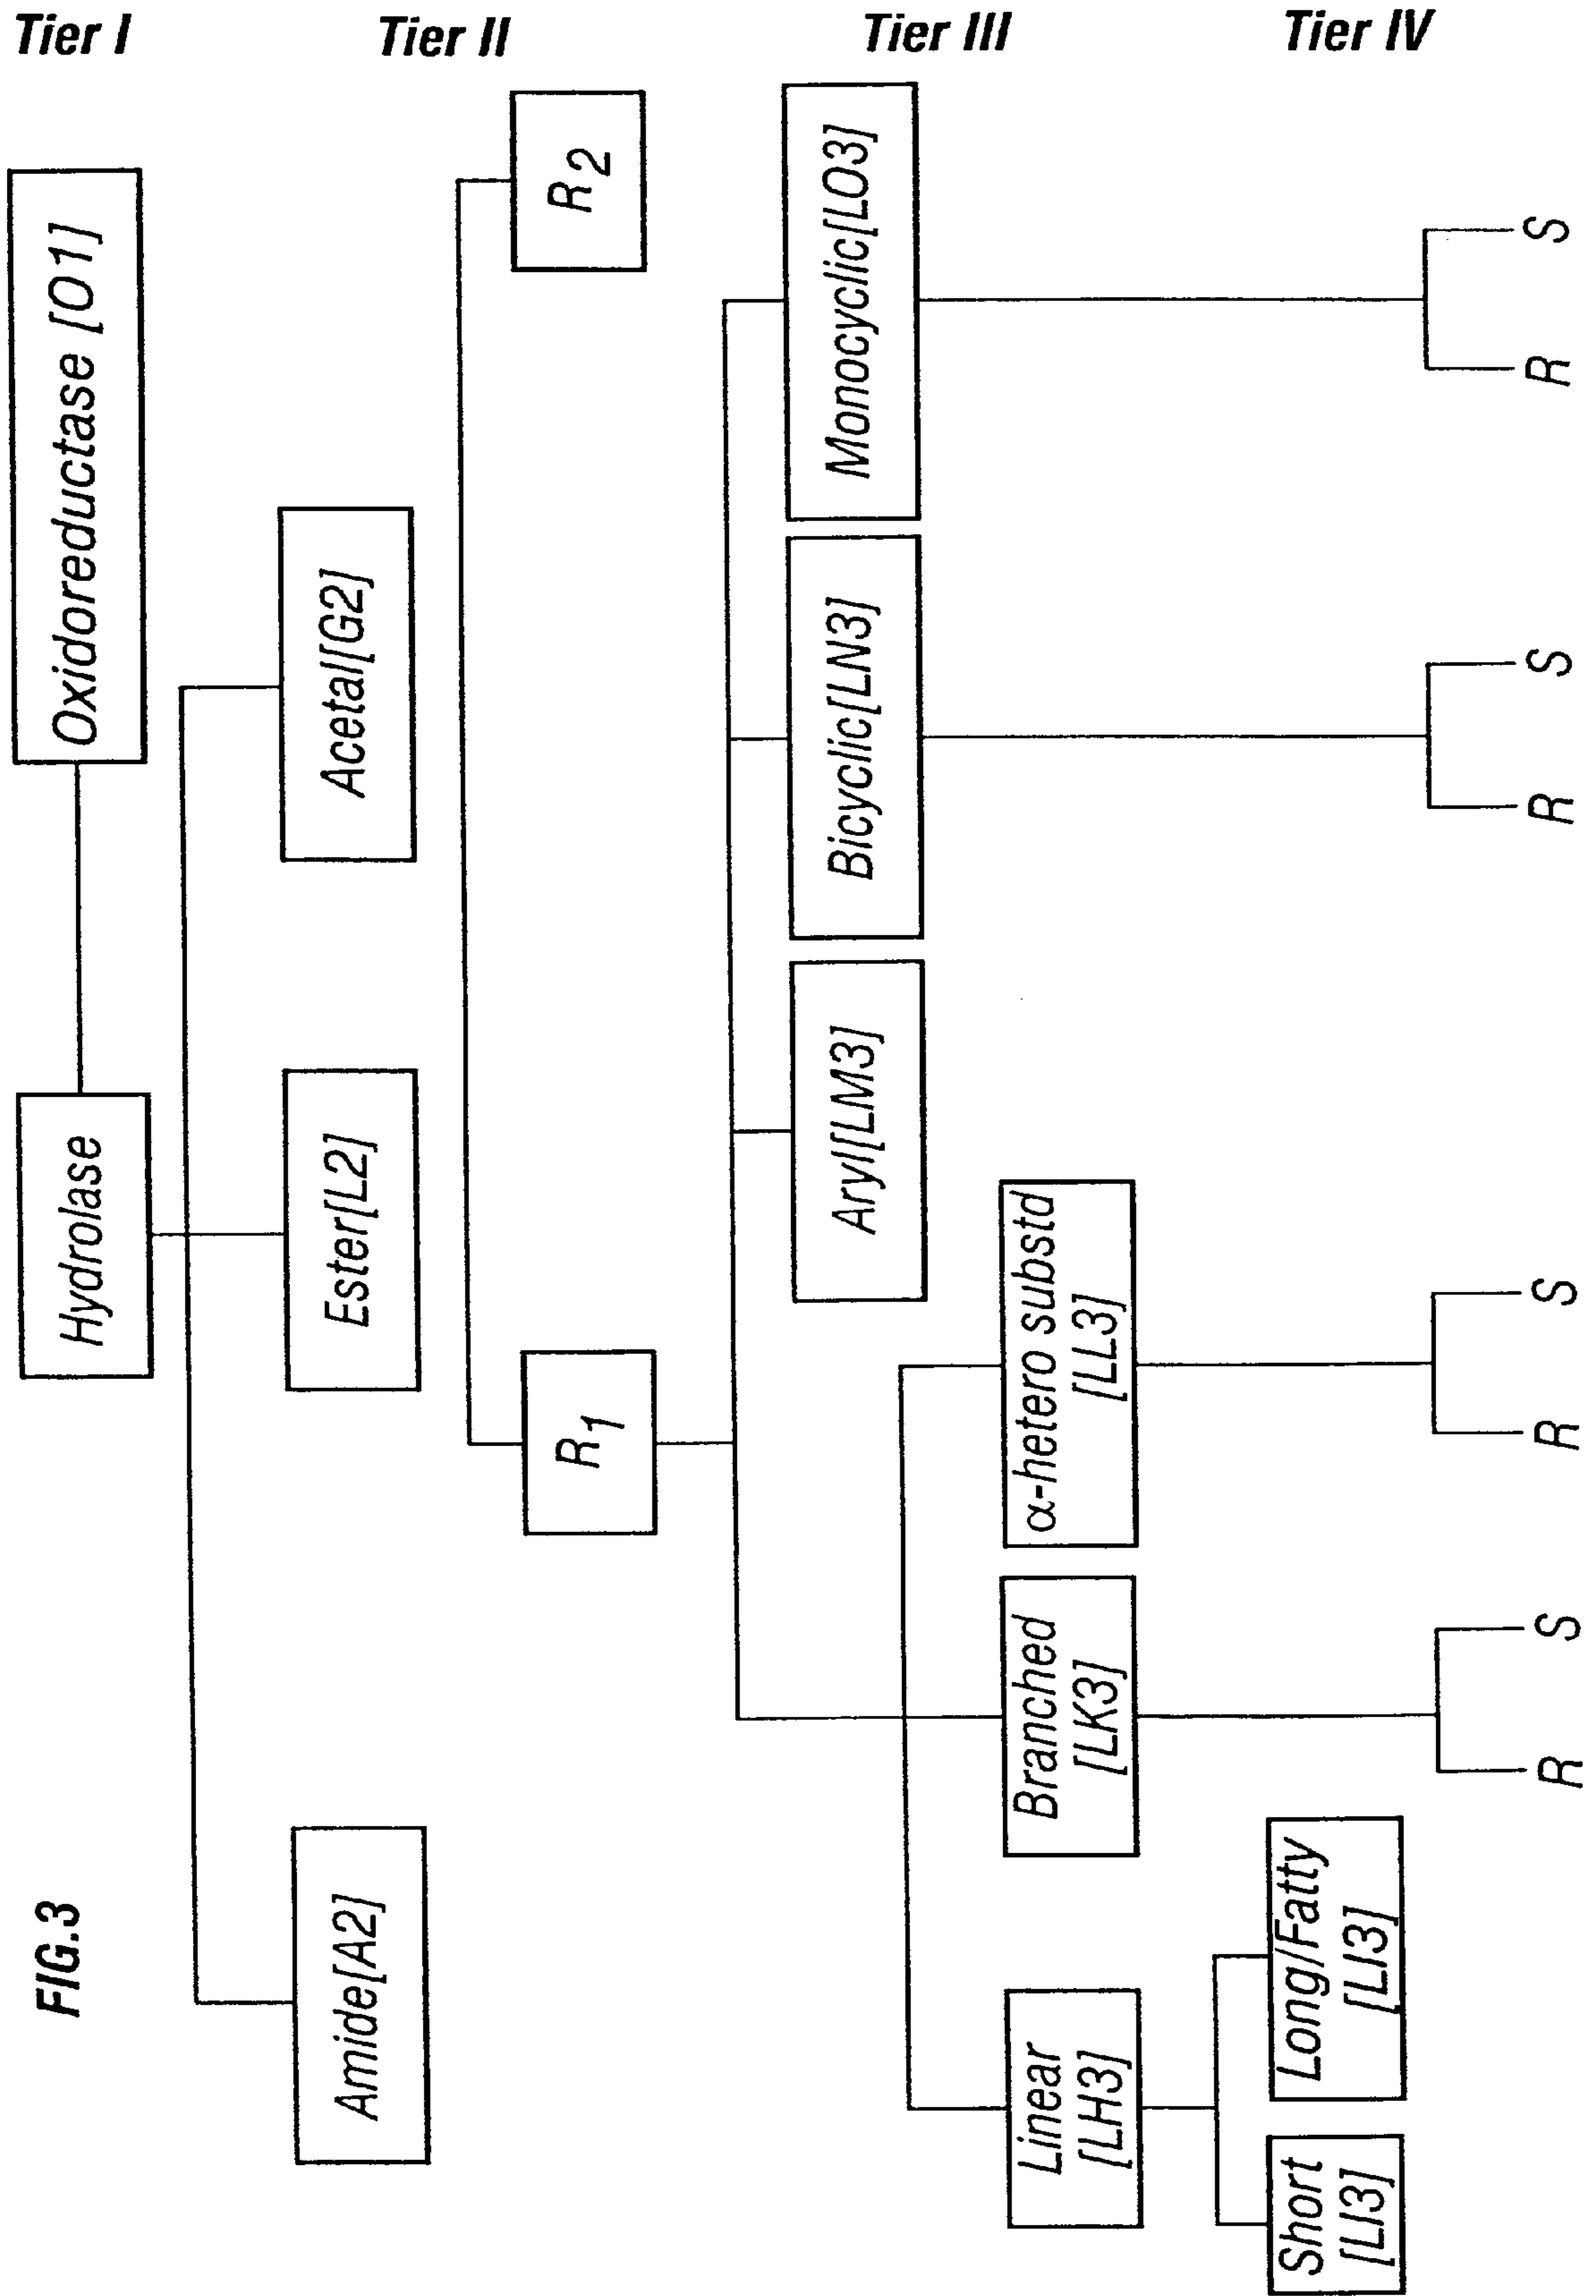 FIG.3
Tier I
Hydrolase
Oxidoreductase [O1]
Tier II
Amide[A2]
Ester[L2]
Acetal[G2]
R1
R2
Tier III
Aryl[LM3]
Bicyclic[LN3]
Monocyclic[LO3]
Linear
[LH3]
Branched
[LK3]
α-hetero substd
[LL3]
Tier IV
Short
[LI3]
Long/Fatty
[LI3]
R S
R S
R S
R S